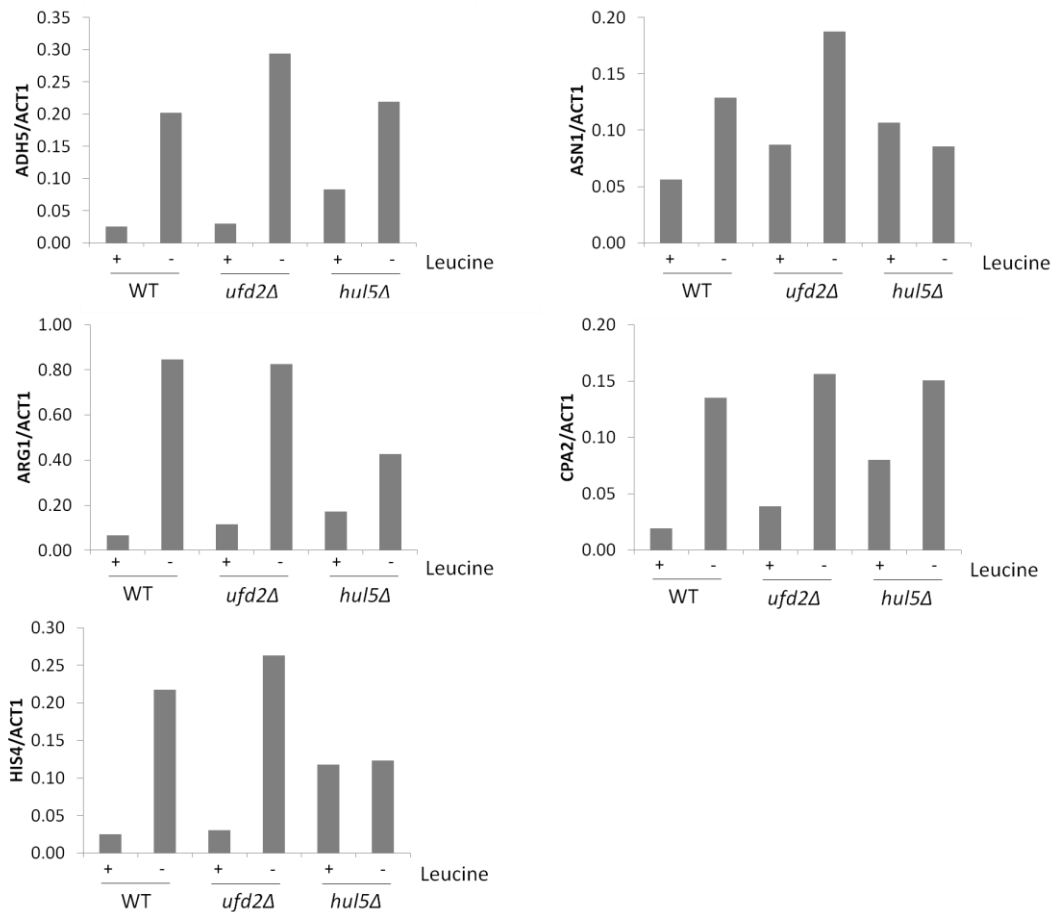 ADH5/ACT1
0.35
0.30
0.25
0.20
0.15
0.10
0.05
0.00
+ - + - + - Leucine
WT ufd2Δ hul5Δ
ASN1/ACT1
0.20
0.15
0.10
0.05
0.00
+ - + - + - Leucine
WT ufd2Δ hul5Δ
ARG1/ACT1
1.00
0.80
0.60
0.40
0.20
0.00
+ - + - + - Leucine
WT ufd2Δ hul5Δ
CPA2/ACT1
0.20
0.15
0.10
0.05
0.00
+ - + - + - Leucine
WT ufd2Δ hul5Δ
HIS4/ACT1
0.30
0.25
0.20
0.15
0.10
0.05
0.00
+ - + - + - Leucine
WT ufd2Δ hul5Δ